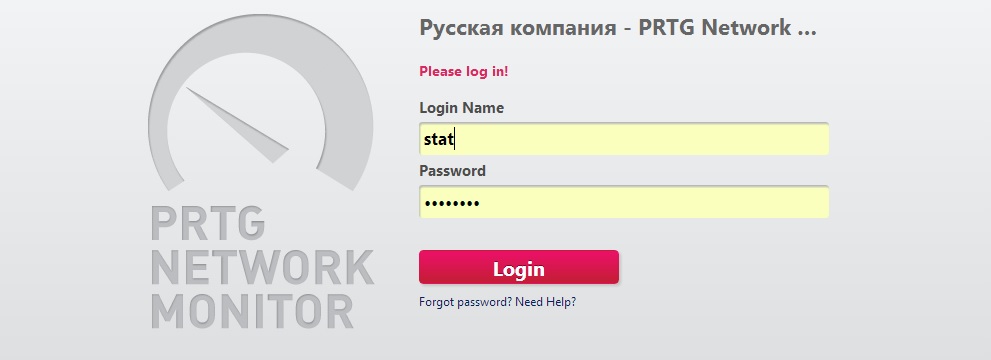 Русская компания - PRTG Network ...
Please log in!
Login Name
stat
Password
••••••••
Login
Forgot password? Need Help?
PRTG
NETWORK
MONITOR